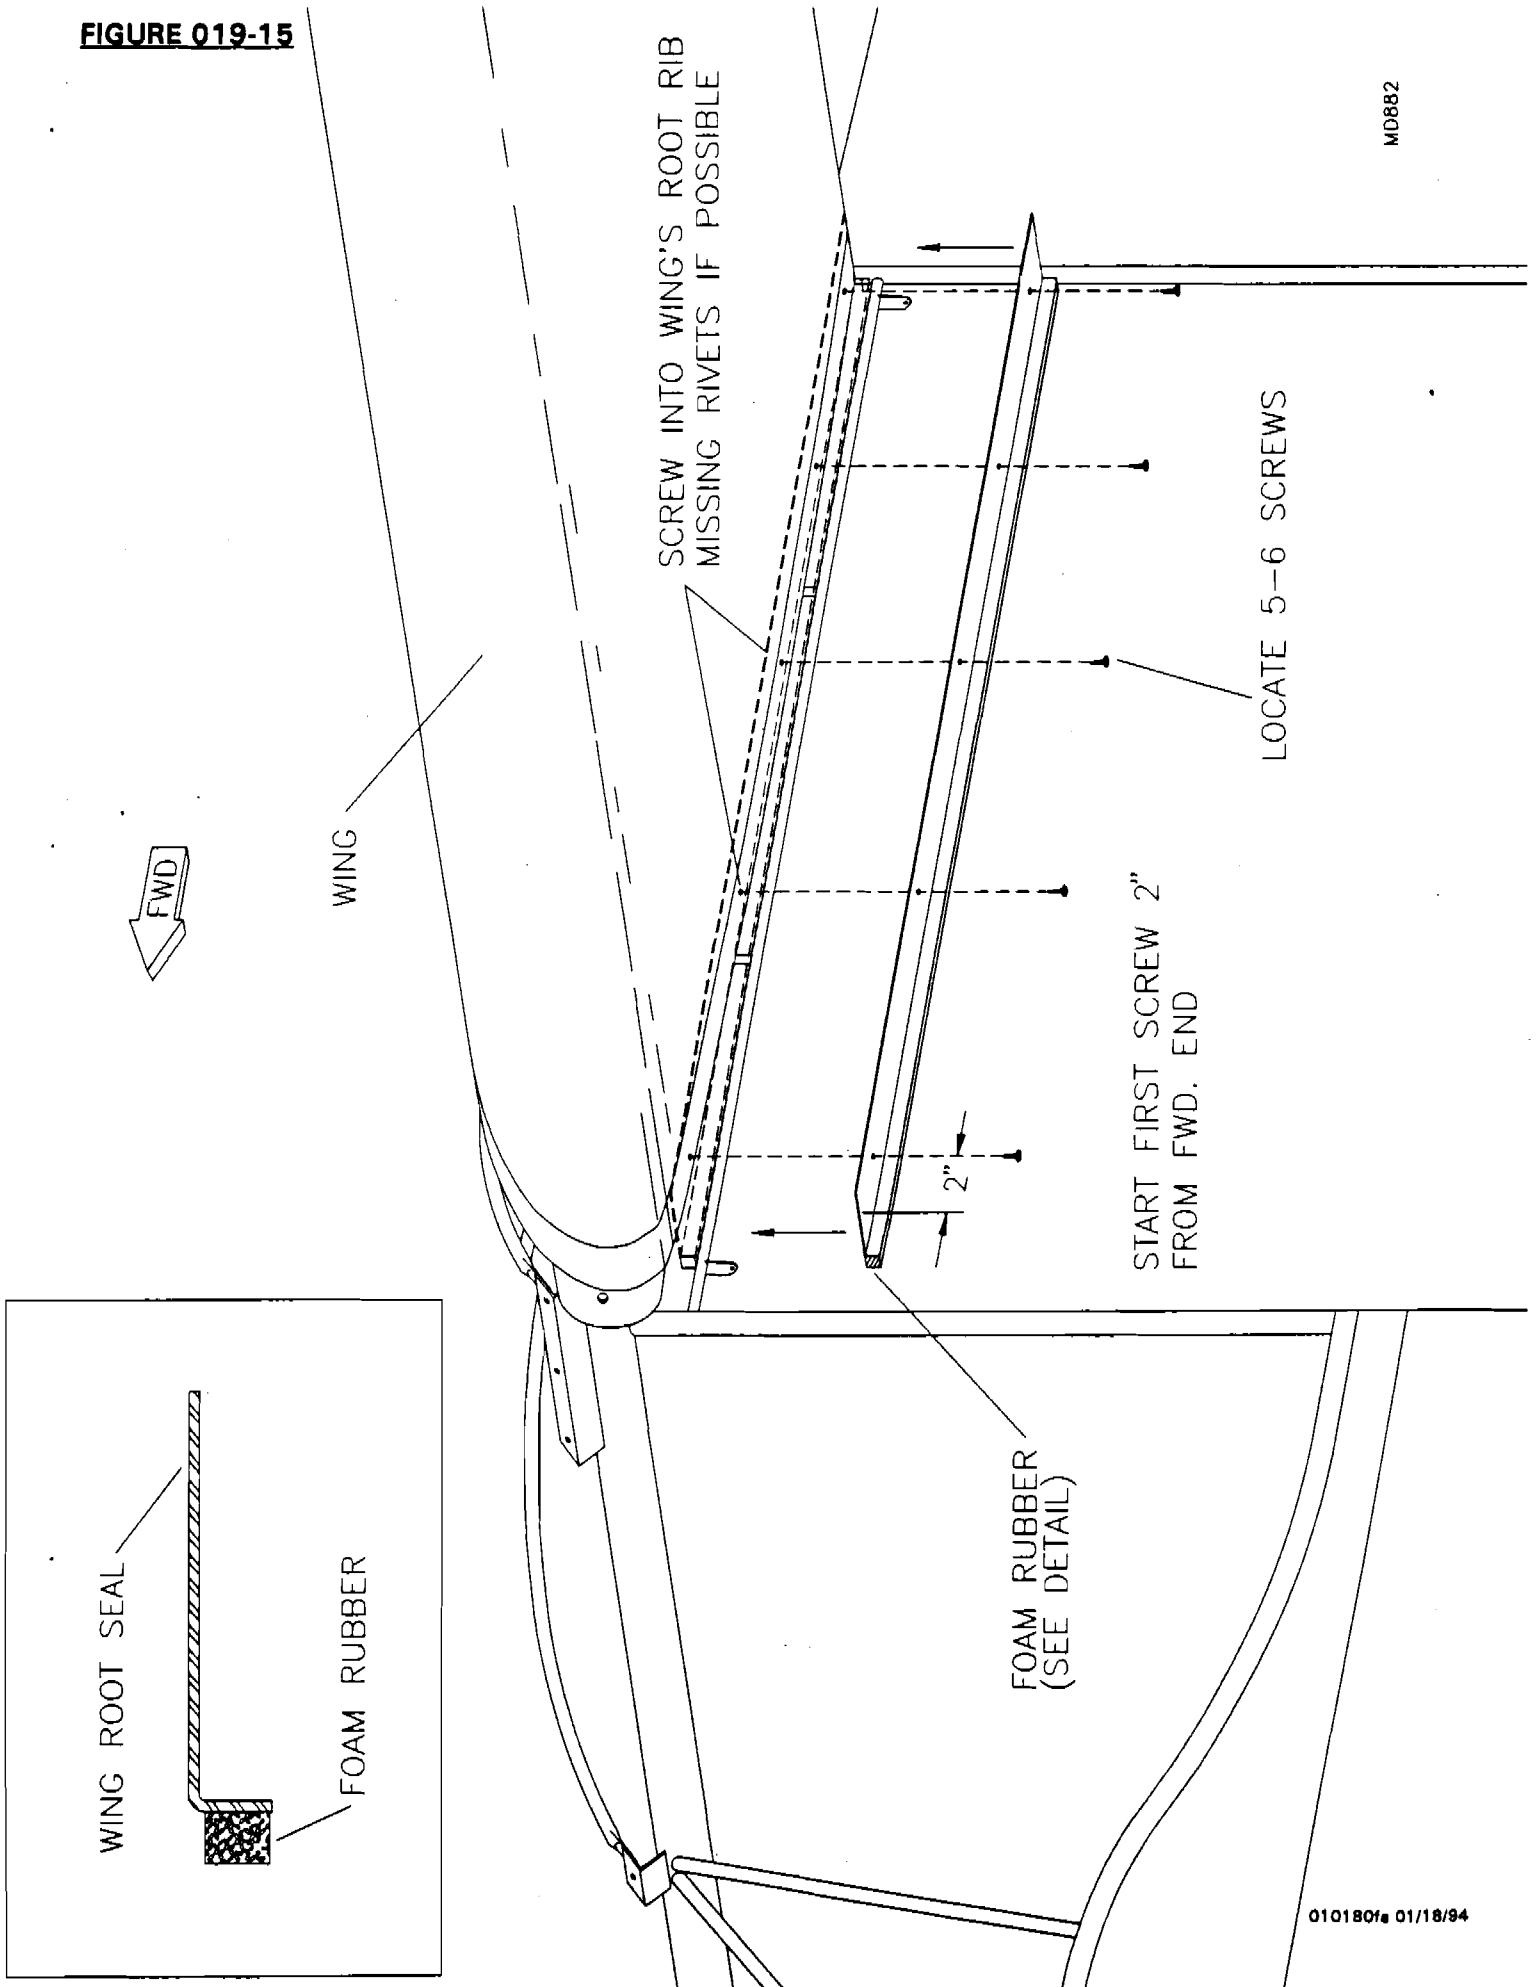 FIGURE 019-15
SCREW INTO WING'S ROOT RIB
MISSING RIVETS IF POSSIBLE
MD882
FWD
WING
LOCATE 5-6 SCREWS
START FIRST SCREW 2"
FROM FWD. END
2"
WING ROOT SEAL
FOAM RUBBER
FOAM RUBBER
(SEE DETAIL)
010180fa 01/18/94